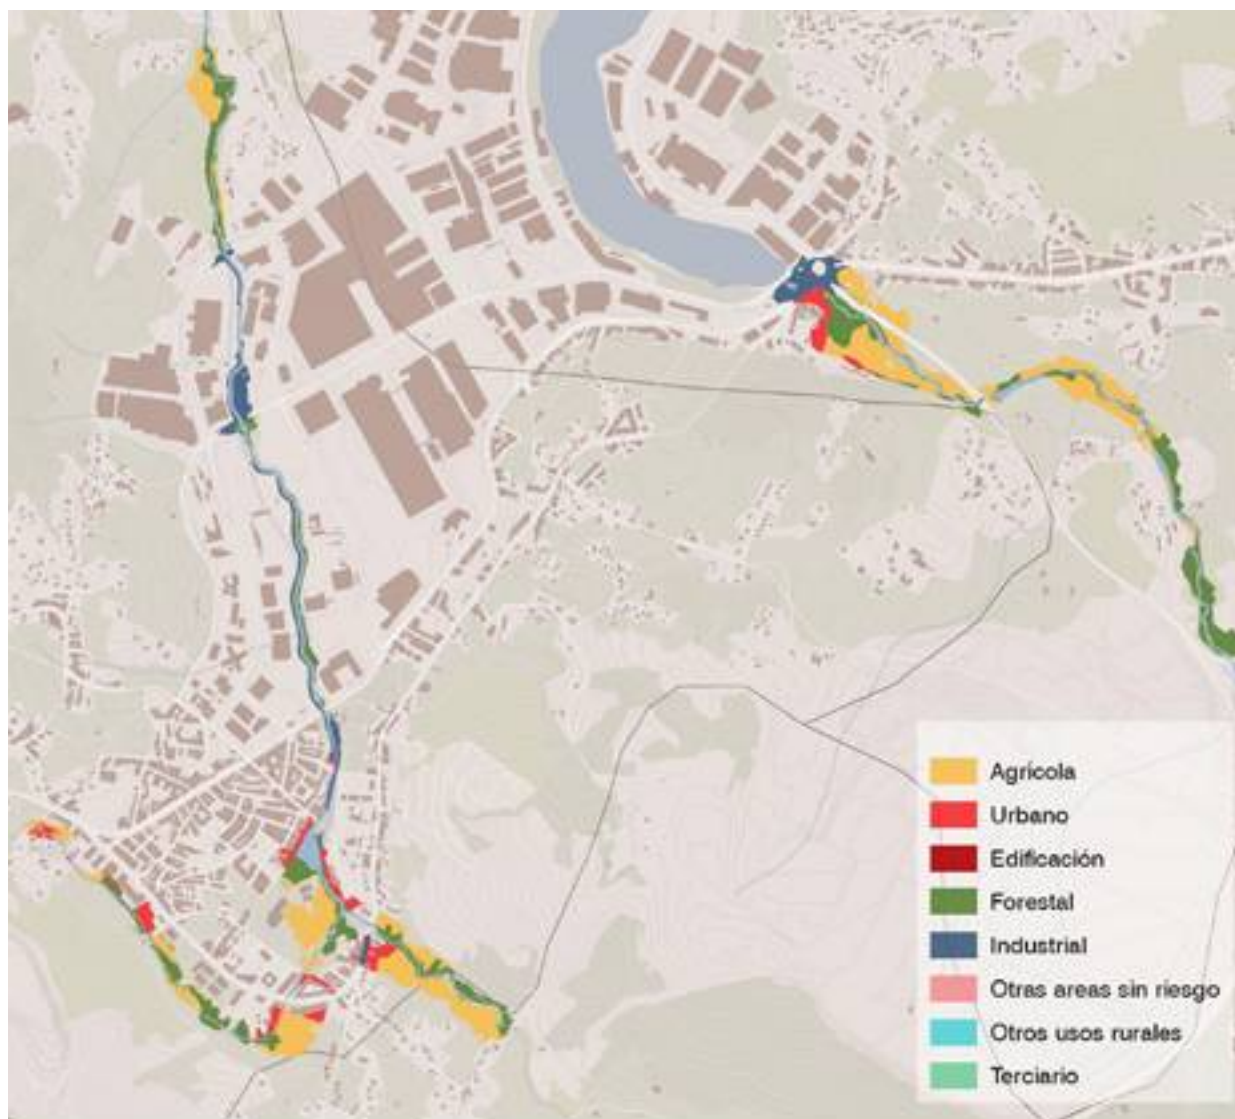 Agrícola
Urbano
Edificación
Forestal
Industrial
Otras areas sin riesgo
Otros usos rurales
Terciario